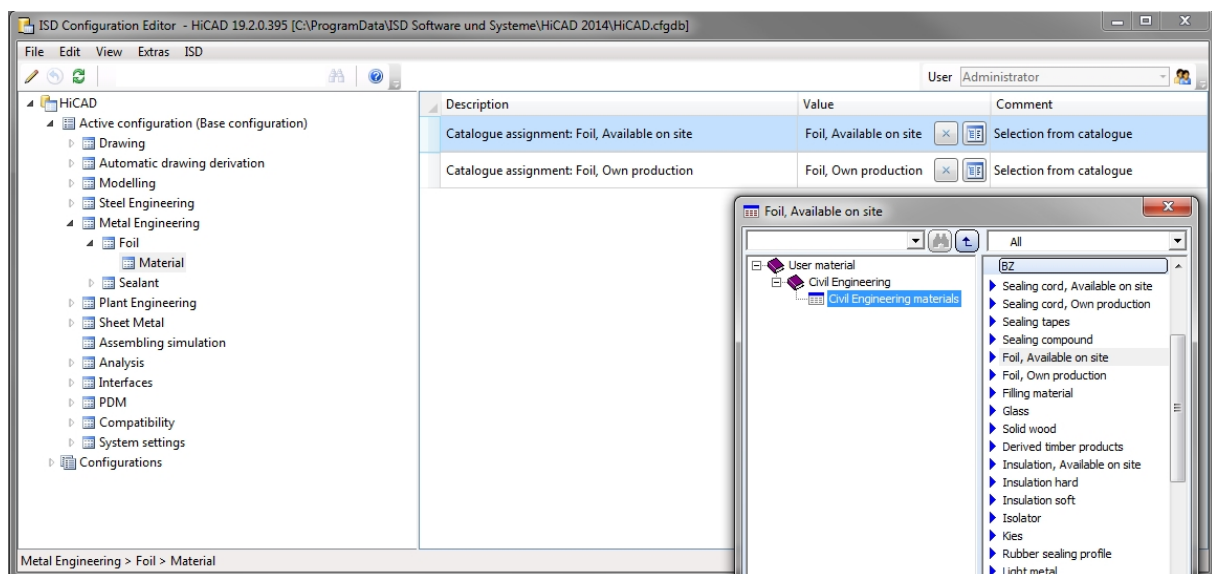 ISD Configuration Editor - HiCAD 19.2.0.395 [C:\ProgramData\ISD Software und Systeme\HiCAD 2014\HiCAD.cfgdb]
File Edit View Extras ISD
User Administrator
HiCAD
Active configuration (Base configuration)
Drawing
Automatic drawing derivation
Modelling
Steel Engineering
Metal Engineering
Foil
Material
Sealant
Plant Engineering
Sheet Metal
Assembling simulation
Analysis
Interfaces
PDM
Compatibility
System settings
Configurations
Description Value Comment
Catalogue assignment: Foil, Available on site Foil, Available on site Selection from catalogue
Catalogue assignment: Foil, Own production Foil, Own production Selection from catalogue
Foil, Available on site
All
User material
Civil Engineering
Civil Engineering materials
BZ
Sealing cord, Available on site
Sealing cord, Own production
Sealing tapes
Sealing compound
Foil, Available on site
Foil, Own production
Filling material
Glass
Solid wood
Derived timber products
Insulation, Available on site
Insulation hard
Insulation soft
Isolator
Kies
Rubber sealing profile
Light metal
Metal Engineering > Foil > Material